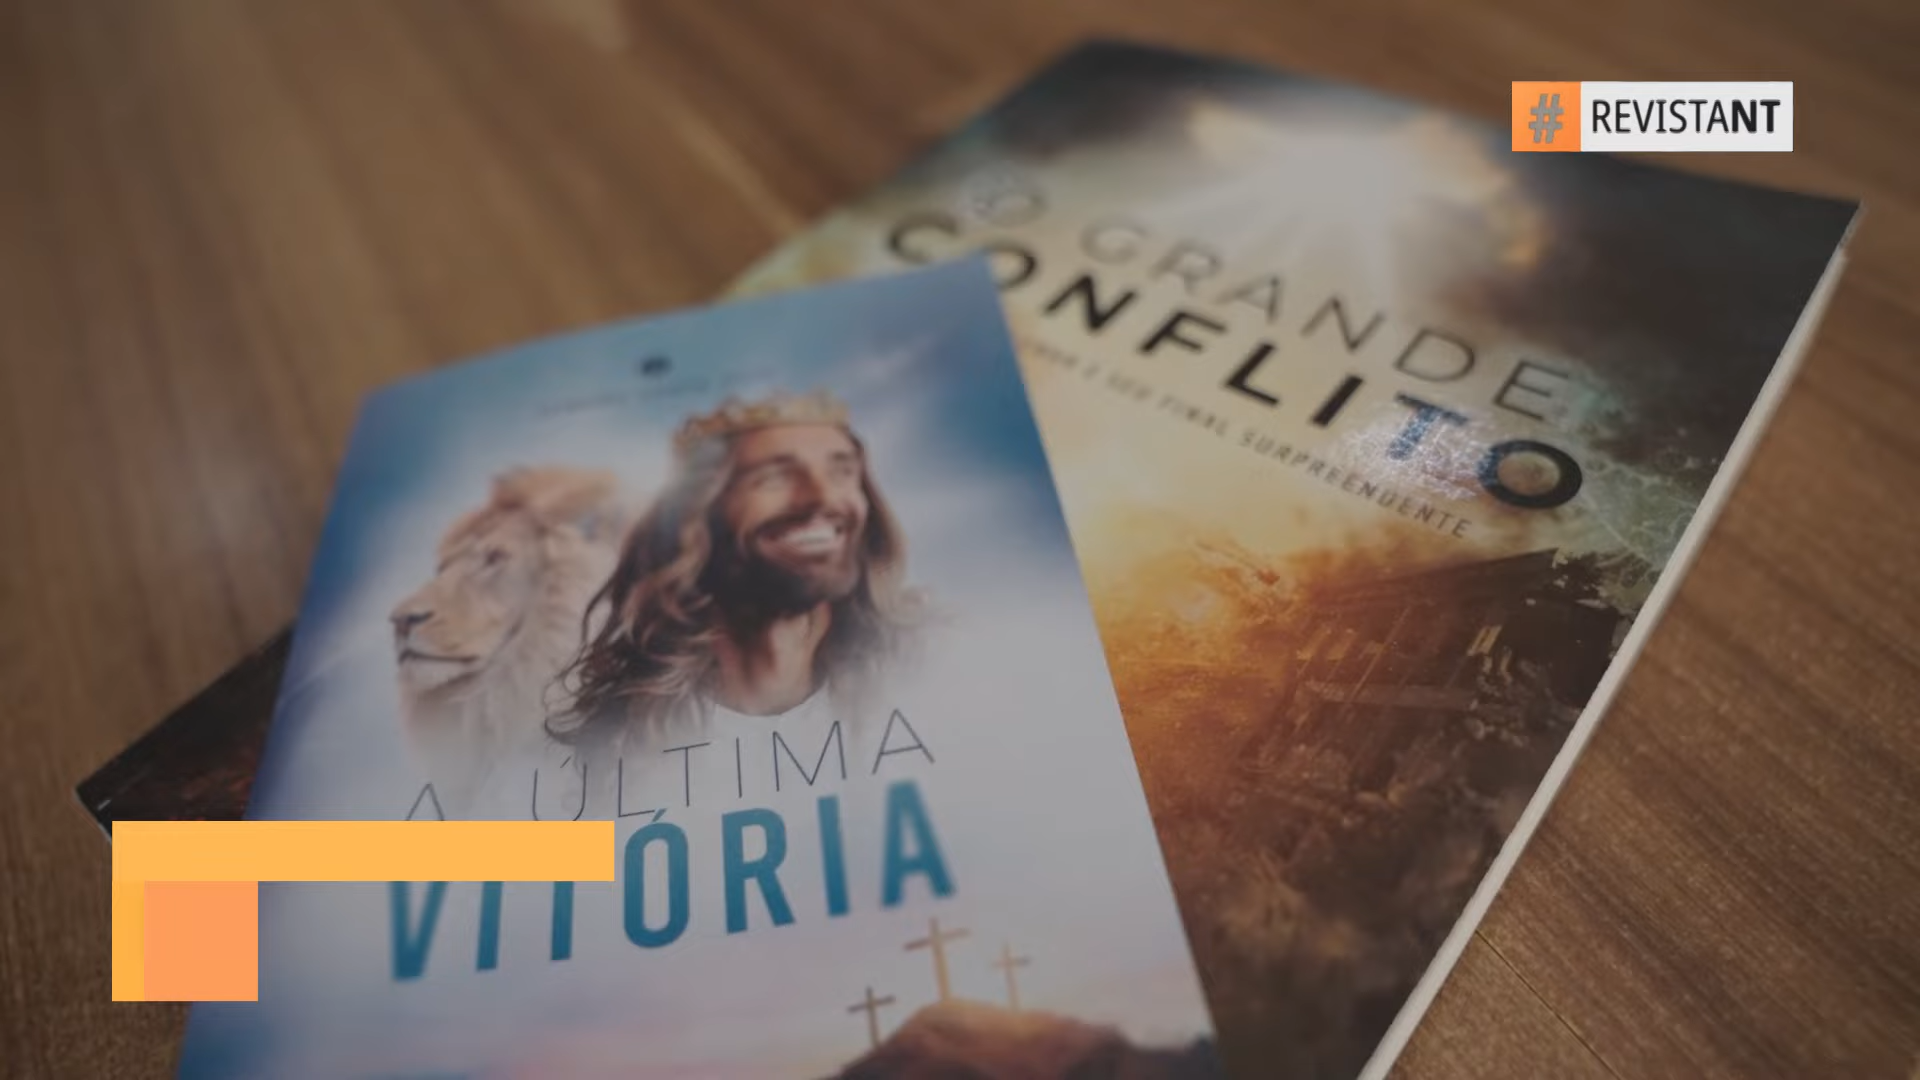 # REVISTANT
O GRANDE
CONFLITO
E SEU FINAL SURPREENDENTE
A ÚLTIMA
VITÓRIA